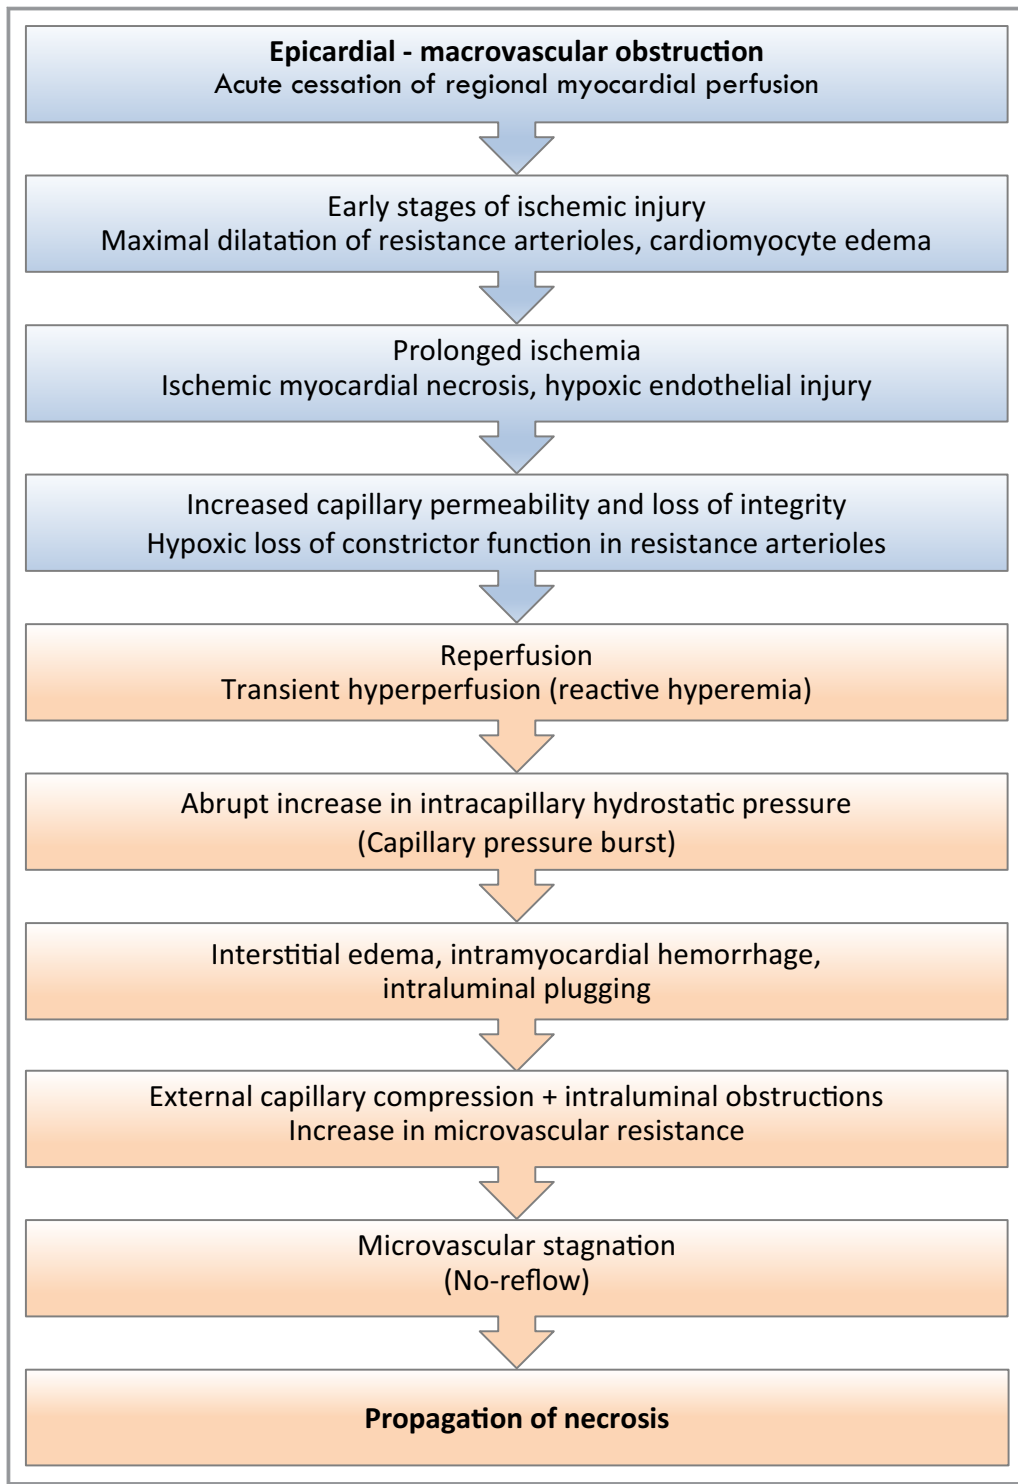 Epicardial - macrovascular obstruction
Acute cessation of regional myocardial perfusion
Early stages of ischemic injury
Maximal dilatation of resistance arterioles, cardiomyocyte edema
Prolonged ischemia
Ischemic myocardial necrosis, hypoxic endothelial injury
Increased capillary permeability and loss of integrity
Hypoxic loss of constrictor function in resistance arterioles
Reperfusion
Transient hyperperfusion (reactive hyperemia)
Abrupt increase in intracapillary hydrostatic pressure
(Capillary pressure burst)
Interstitial edema, intramyocardial hemorrhage,
intraluminal plugging
External capillary compression + intraluminal obstructions
Increase in microvascular resistance
Microvascular stagnation
(No-reflow)
Propagation of necrosis